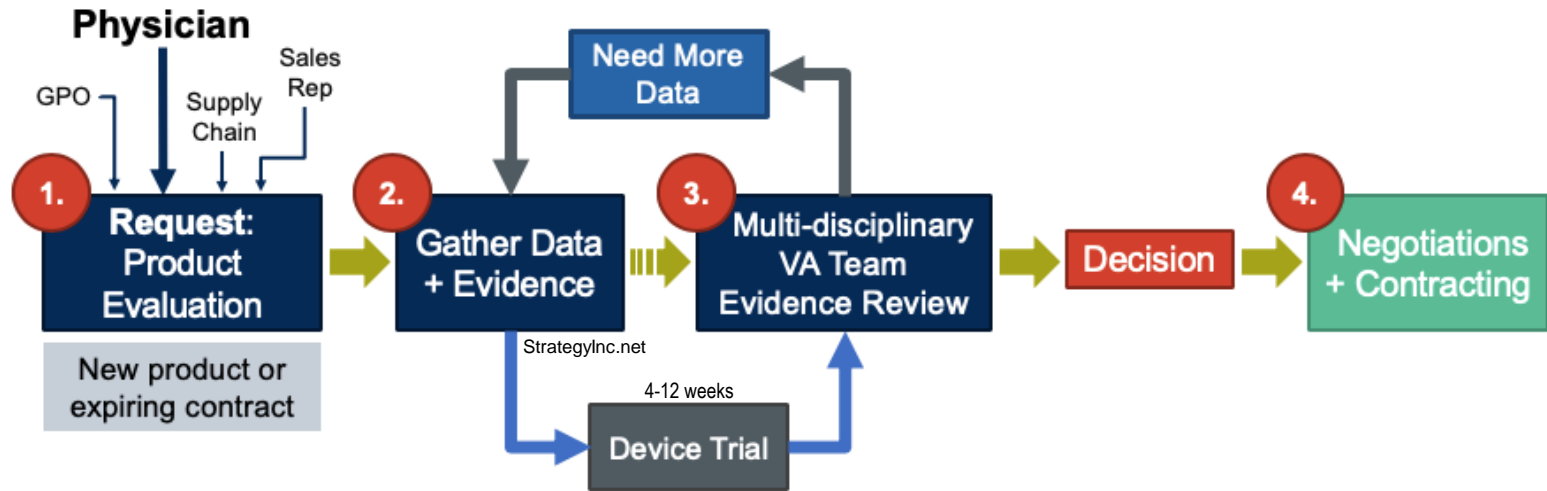 Physician
GPO
Supply
Chain
Sales
Rep
1.
Request:
Product
Evaluation
New product or
expiring contract
2.
Gather Data
+ Evidence
StrategyInc.net
Need More
Data
4-12 weeks
Device Trial
3.
Multi-disciplinary
VA Team
Evidence Review
Decision
4.
Negotiations
+ Contracting